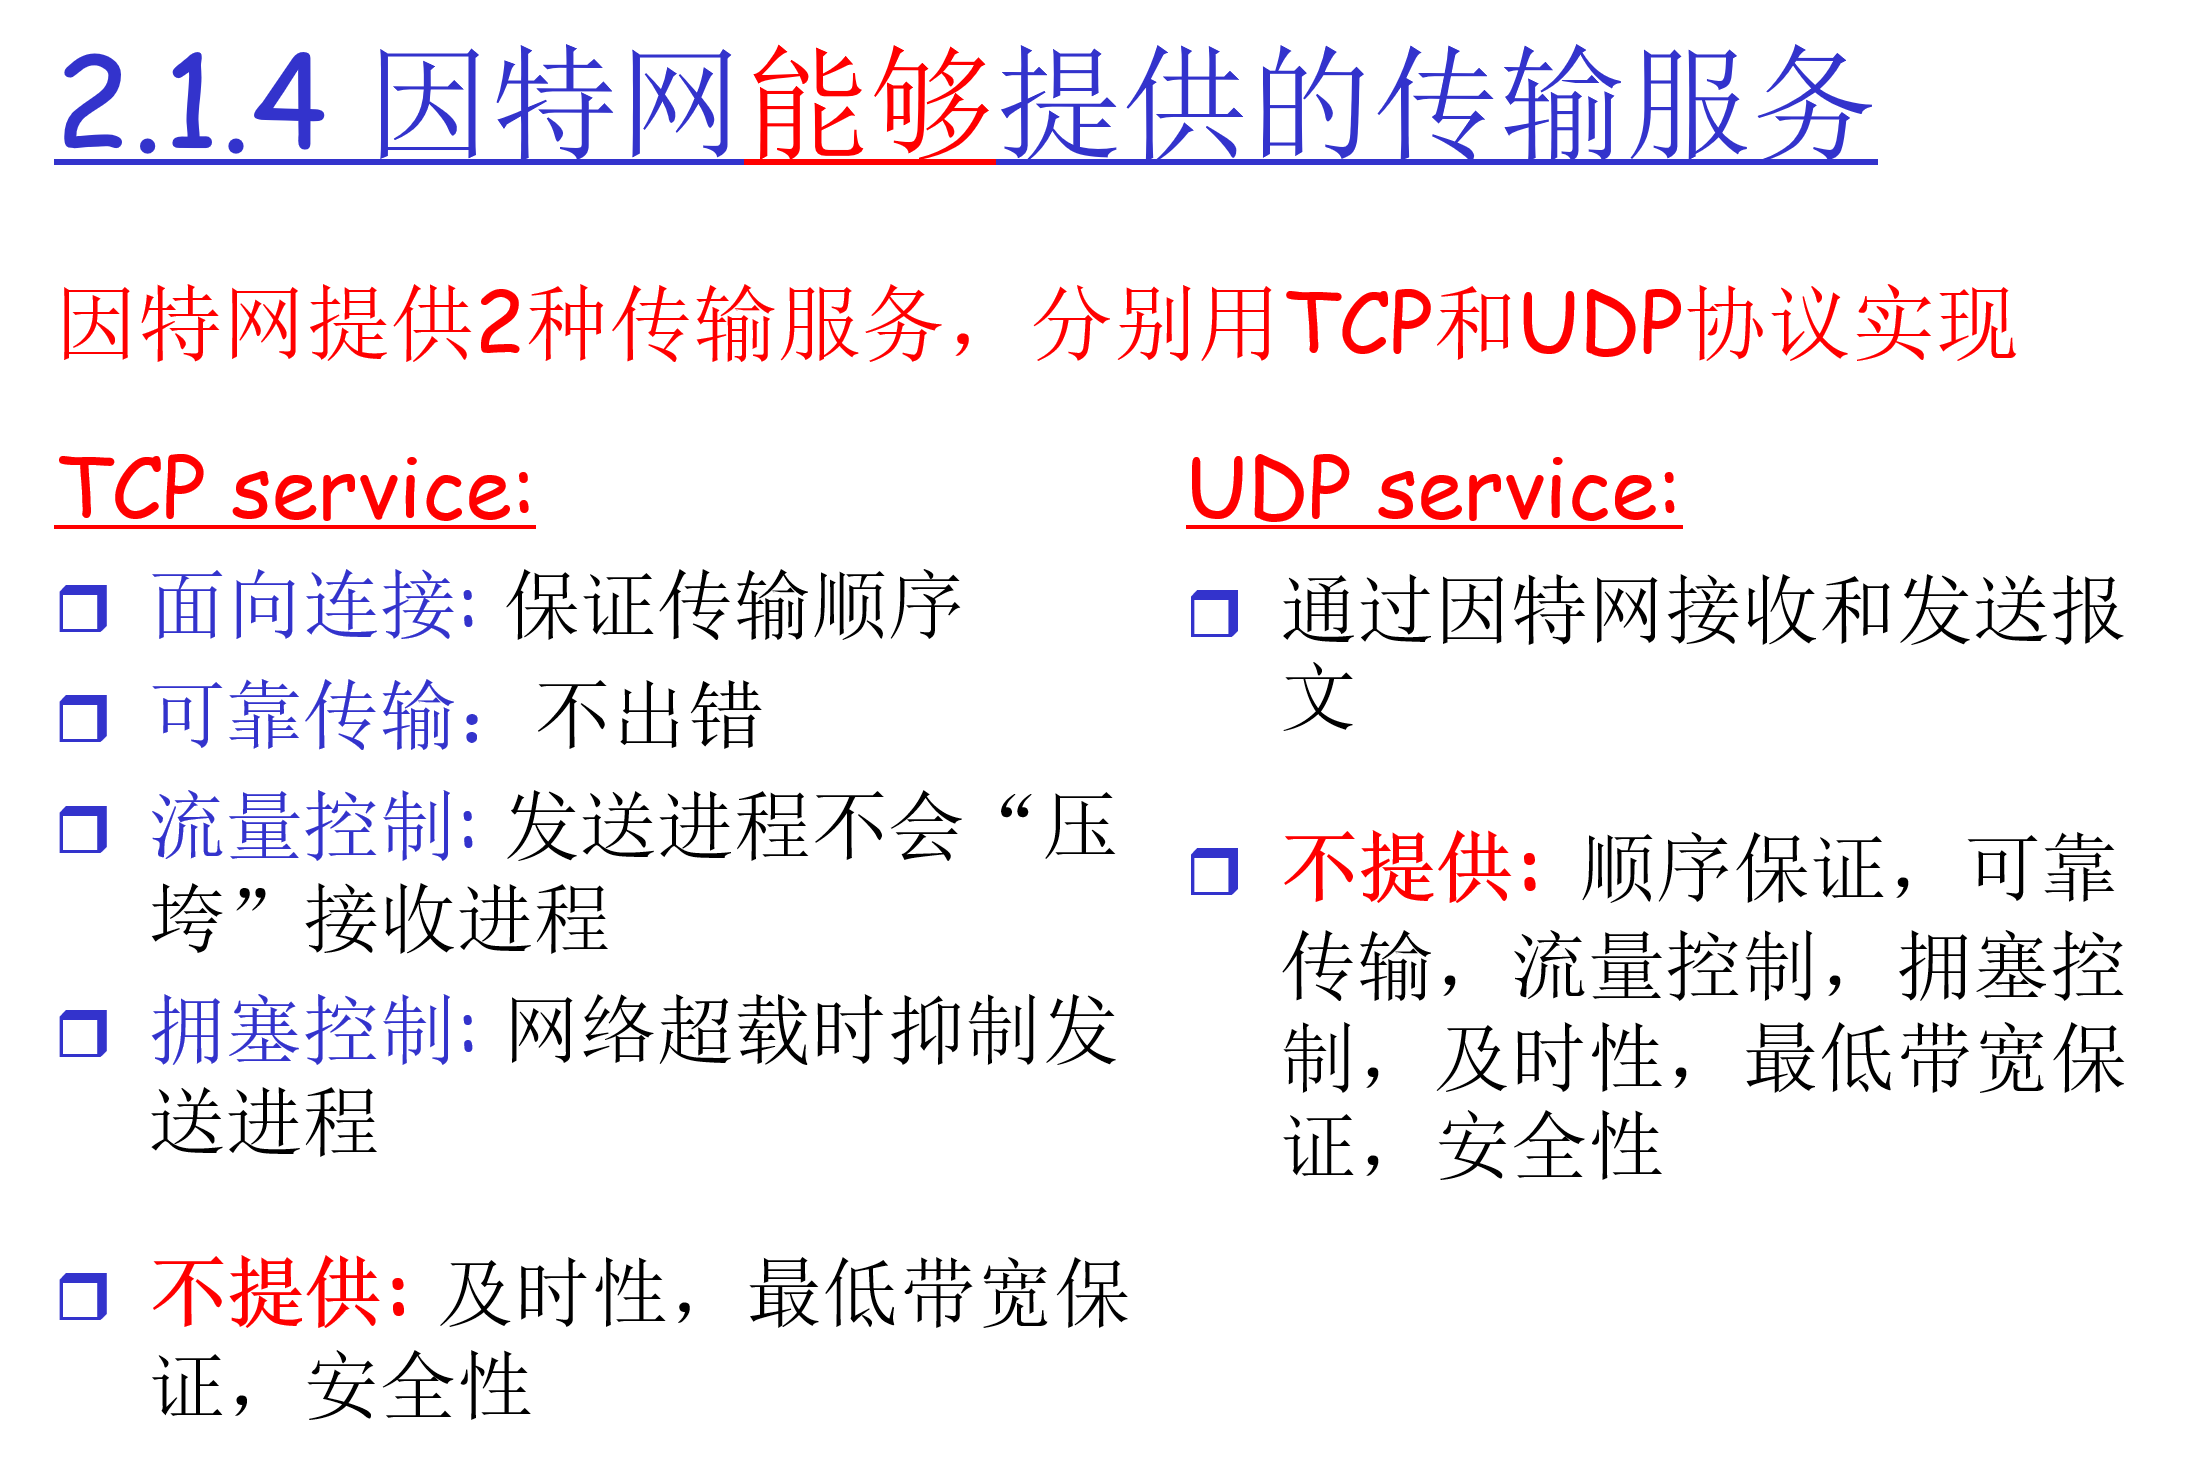 2.1.4 因特网能够提供的传输服务
因特网提供2种传输服务，分别用TCP和UDP协议实现
TCP service:
面向连接: 保证传输顺序
可靠传输： 不出错
流量控制: 发送进程不会“压
垮”接收进程
拥塞控制: 网络超载时抑制发
送进程
不提供: 及时性，最低带宽保
证，安全性
UDP service:
通过因特网接收和发送报
文
不提供: 顺序保证，可靠
传输，流量控制，拥塞控
制，及时性，最低带宽保
证，安全性